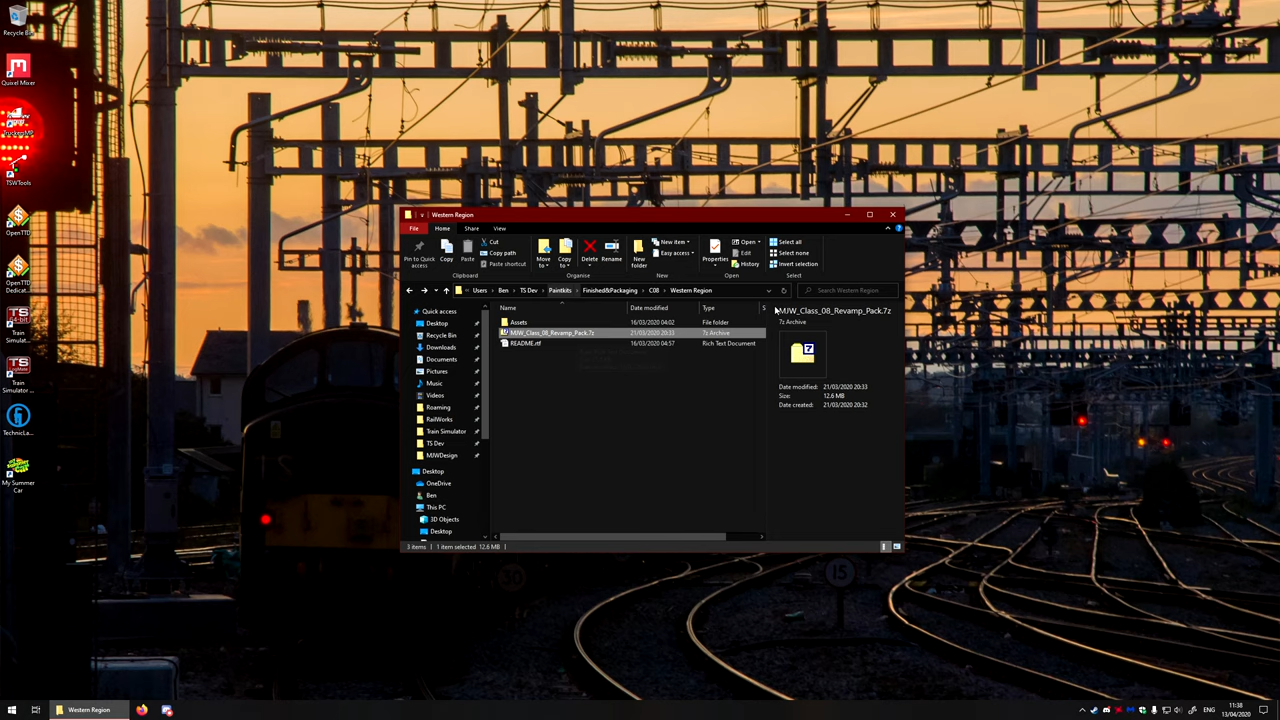 Recycle Bin
Quixel Mixer
TruckersMP
TSWTools
OpenTTD
OpenTTD
Dedicat...
Train
Simulat...
Train
Simulator ...
TechnicLa...
My Summer
Car
Western Region
File
Home
Share
View
Pin to Quick
access
Copy
Paste
Cut
Copy path
Paste shortcut
Clipboard
Move
to
Copy
to
Delete
Rename
Organise
New
folder
New item
Easy access
New
Properties
Open
Edit
History
Open
Select all
Select none
Invert selection
Select
Users > Ben > TS Dev > Paintkits > Finished&Packaging > C08 > Western Region
Search Western Region
Quick access
Desktop
Recycle Bin
Downloads
Documents
Pictures
Music
Videos
Roaming
RailWorks
Train Simulator
TS Dev
MJWDesign
Desktop
OneDrive
Ben
This PC
3D Objects
Desktop
Name Date modified Type S
Assets 16/03/2020 04:02 File folder
MJW_Class_08_Revamp_Pack.7z 21/03/2020 20:33 7z Archive
README.rtf 16/03/2020 04:57 Rich Text Document
MJW_Class_08_Revamp_Pack.7z
7z Archive
Date modified: 21/03/2020 20:33
Size: 12.6 MB
Date created: 21/03/2020 20:32
3 items
1 item selected 12.6 MB
30
15
Western Region
ENG
11:38
13/04/2020